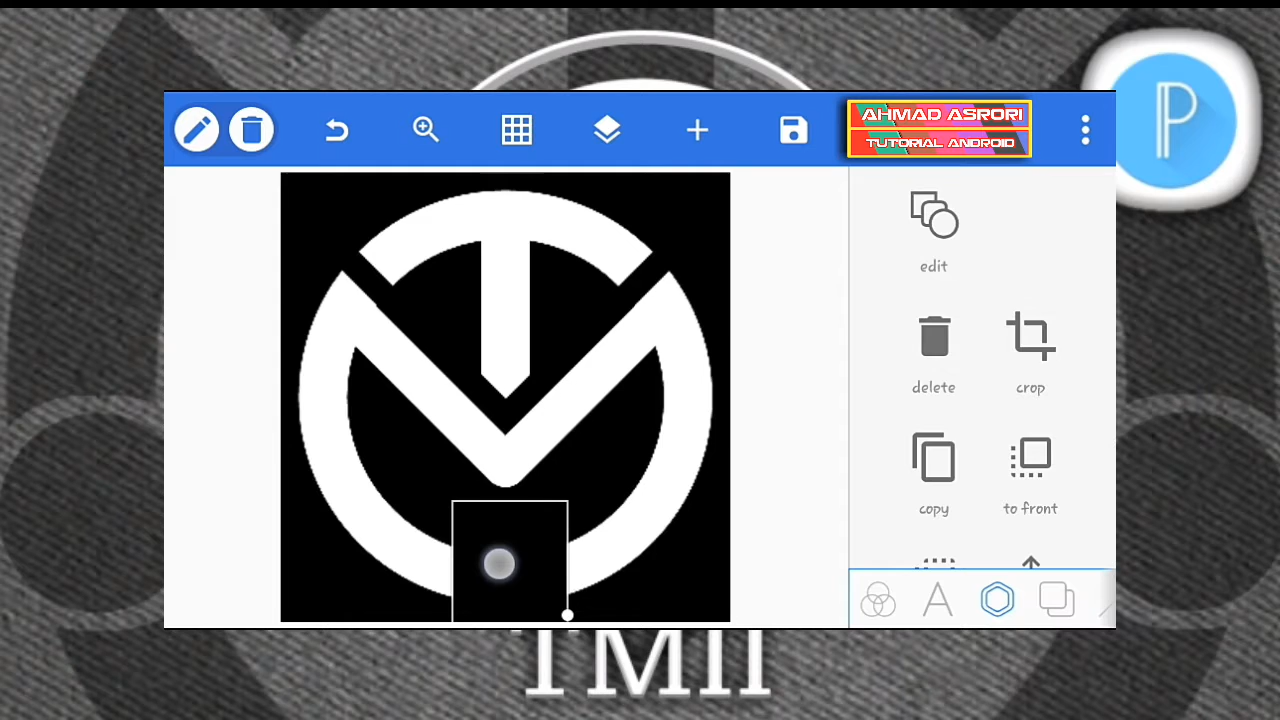 AHMAD ASRORI
TUTORIAL ANDROID
edit
delete
crop
copy
to front
TMII